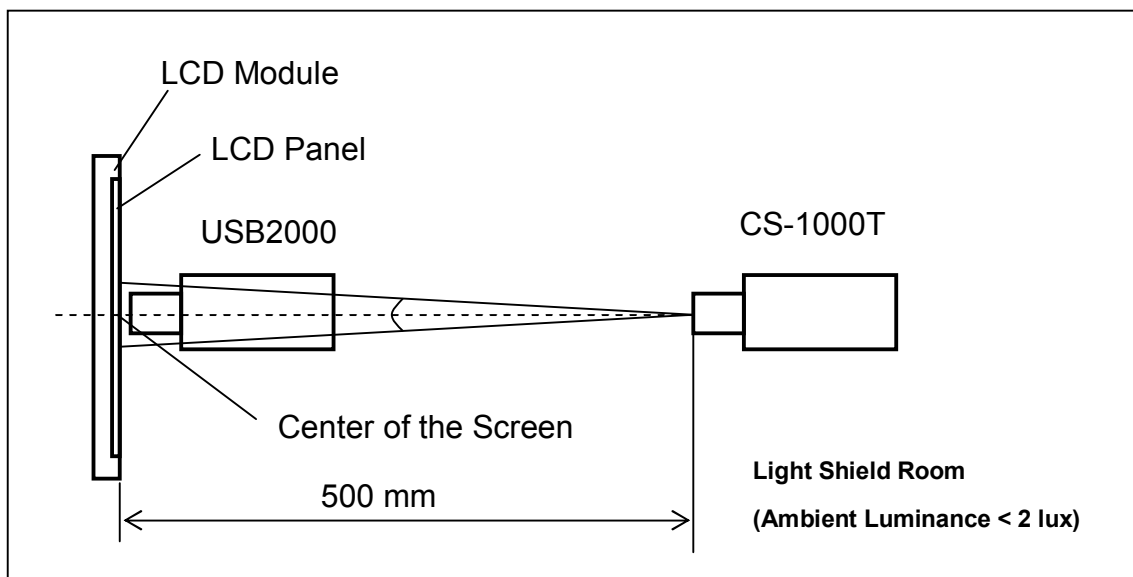 LCD Module
LCD Panel
USB2000
CS-1000T
Center of the Screen
500 mm
Light Shield Room
(Ambient Luminance < 2 lux)